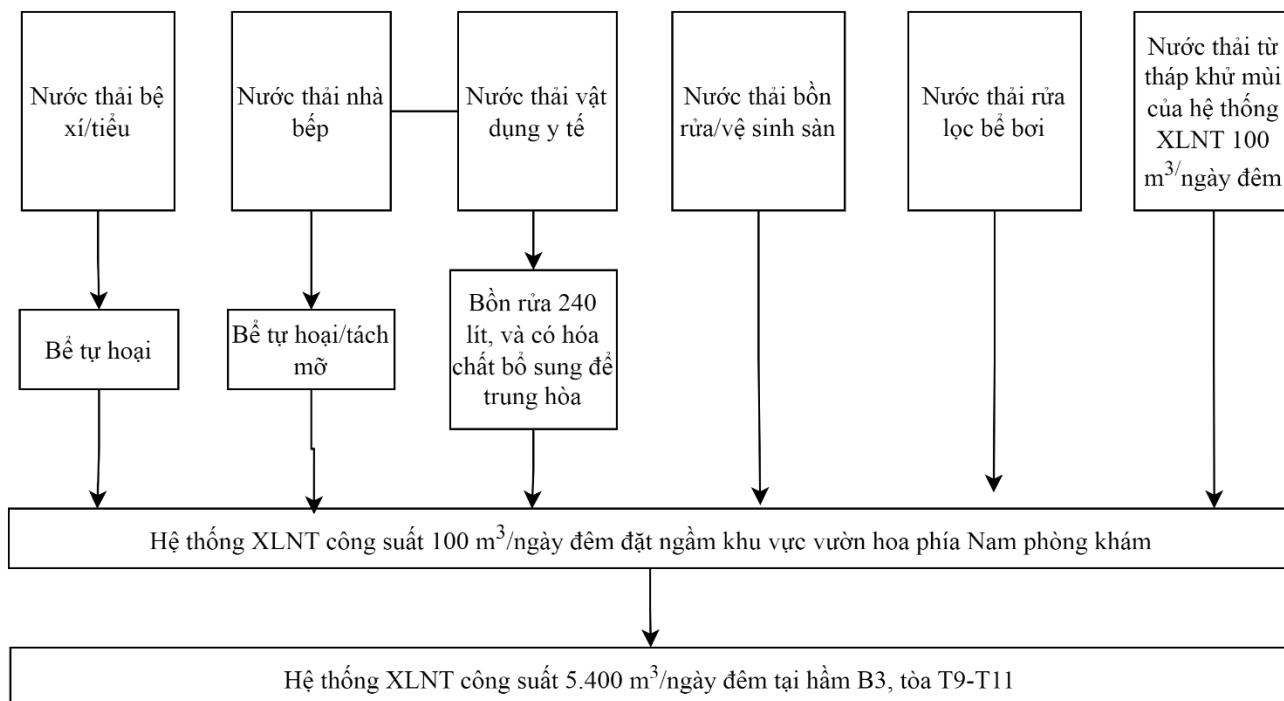 Nước thải bệ
xí/tiểu
Nước thải nhà
bếp
Nước thải vật
dụng y tế
Nước thải bồn
rửa/vệ sinh sàn
Nước thải rửa
lọc bể bơi
Nước thải từ
tháp khử mùi
của hệ thống
XLNT 100
m³/ngày đêm
Bể tự hoại
Bể tự hoại/tách
mỡ
Bồn rửa 240
lít, và có hóa
chất bổ sung để
trung hòa
Hệ thống XLNT công suất 100 m³/ngày đêm đặt ngầm khu vực vườn hoa phía Nam phòng khám
Hệ thống XLNT công suất 5.400 m³/ngày đêm tại hầm B3, tòa T9-T11